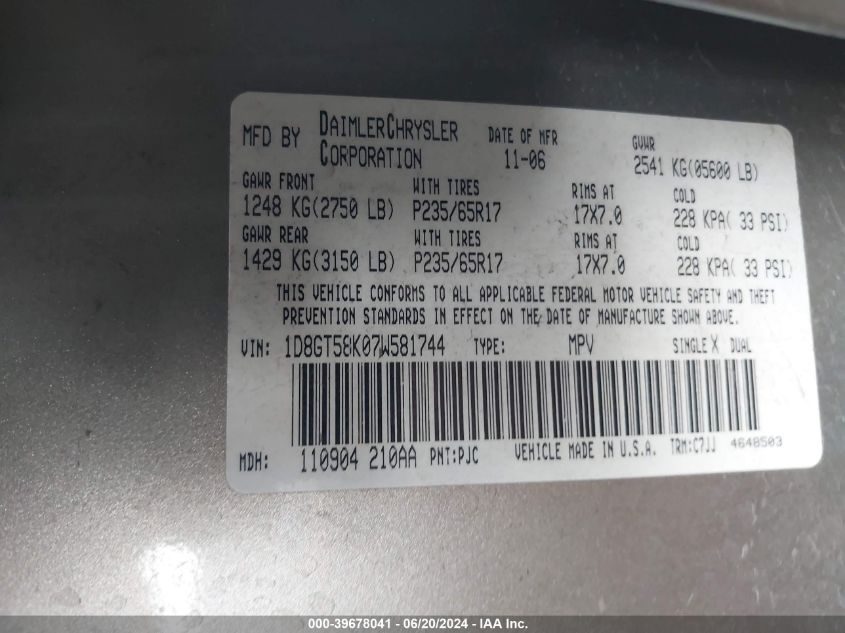 MFD BY DAIMLERCHRYSLER CORPORATION DATE OF MFR 11-06 GVWR 2541 KG(05600 LB)
GAWR FRONT WITH TIRES RIMS AT COLD
1248 KG(2750 LB) P235/65R17 17X7.0 228 KPA( 33 PSI)
GAWR REAR WITH TIRES RIMS AT COLD
1429 KG(3150 LB) P235/65R17 17X7.0 228 KPA( 33 PSI)
THIS VEHICLE CONFORMS TO ALL APPLICABLE FEDERAL MOTOR VEHICLE SAFETY AND THEFT
PREVENTION STANDARDS IN EFFECT ON THE DATE OF MANUFACTURE SHOWN ABOVE.
VIN: 1D8GT58K07W581744 TYPE: MPV SINGLE X DUAL
MDH: 110904 210AA PNT:PJC VEHICLE MADE IN U.S.A. TRM:C7JJ 4648503
000-39678041 - 06/20/2024 - IAA Inc.